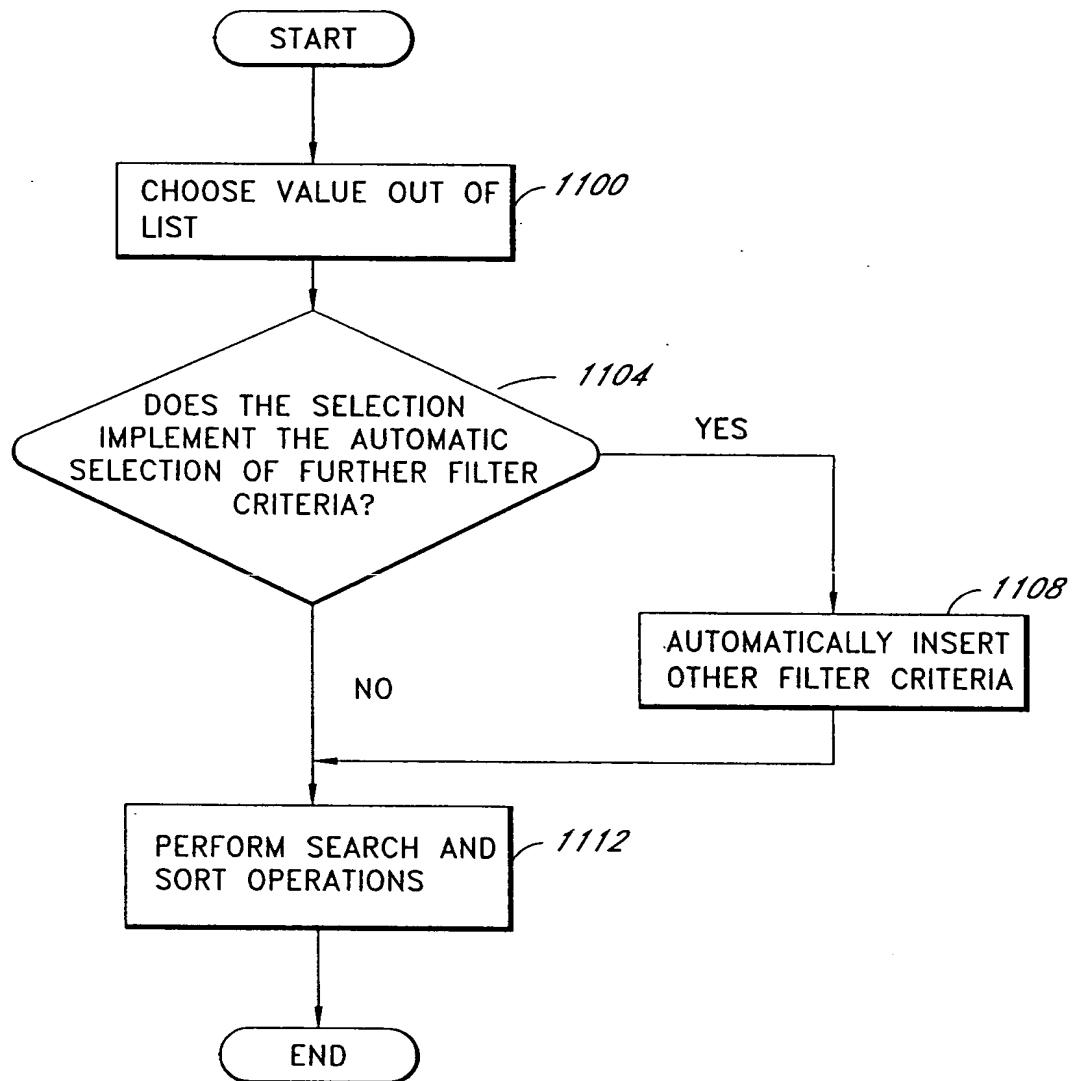 START
CHOOSE VALUE OUT OF
LIST
1100
DOES THE SELECTION
IMPLEMENT THE AUTOMATIC
SELECTION OF FURTHER FILTER
CRITERIA?
1104
YES
AUTOMATICALLY INSERT
OTHER FILTER CRITERIA
1108
NO
PERFORM SEARCH AND
SORT OPERATIONS
1112
END